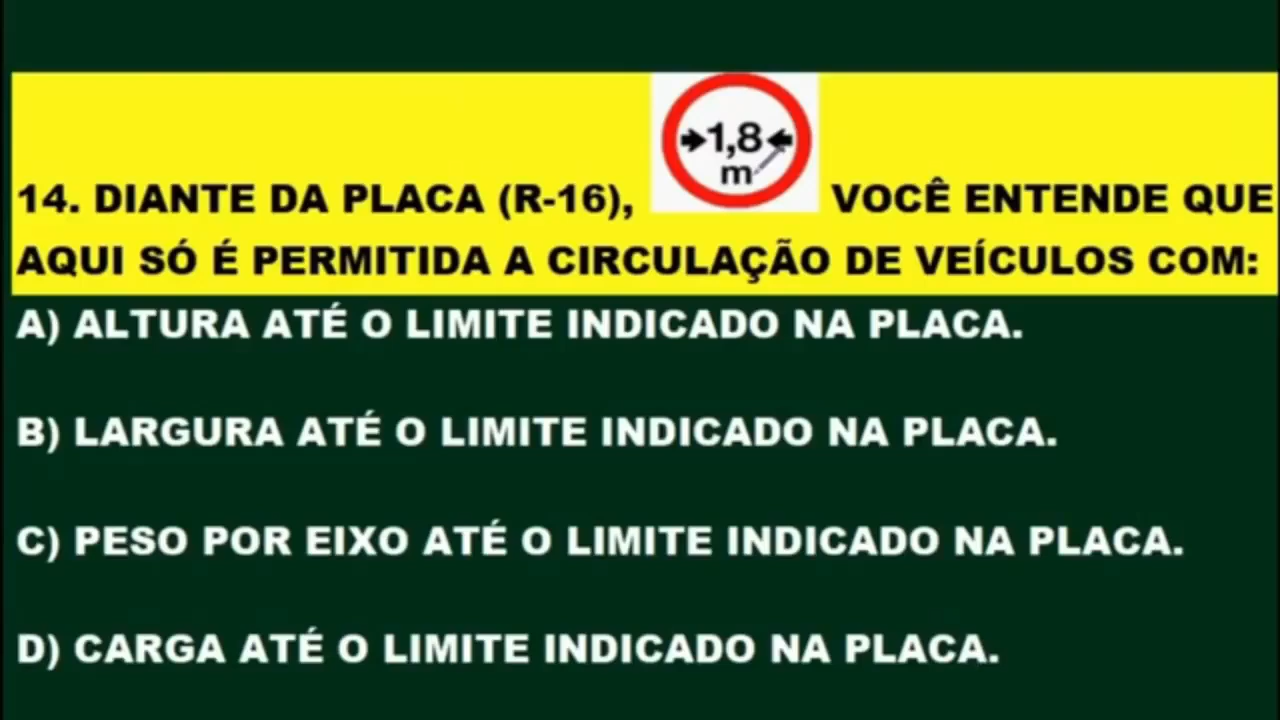 1,8
m
14. DIANTE DA PLACA (R-16), VOCÊ ENTENDE QUE
AQUI SÓ É PERMITIDA A CIRCULAÇÃO DE VEÍCULOS COM:
A) ALTURA ATÉ O LIMITE INDICADO NA PLACA.
B) LARGURA ATÉ O LIMITE INDICADO NA PLACA.
C) PESO POR EIXO ATÉ O LIMITE INDICADO NA PLACA.
D) CARGA ATÉ O LIMITE INDICADO NA PLACA.